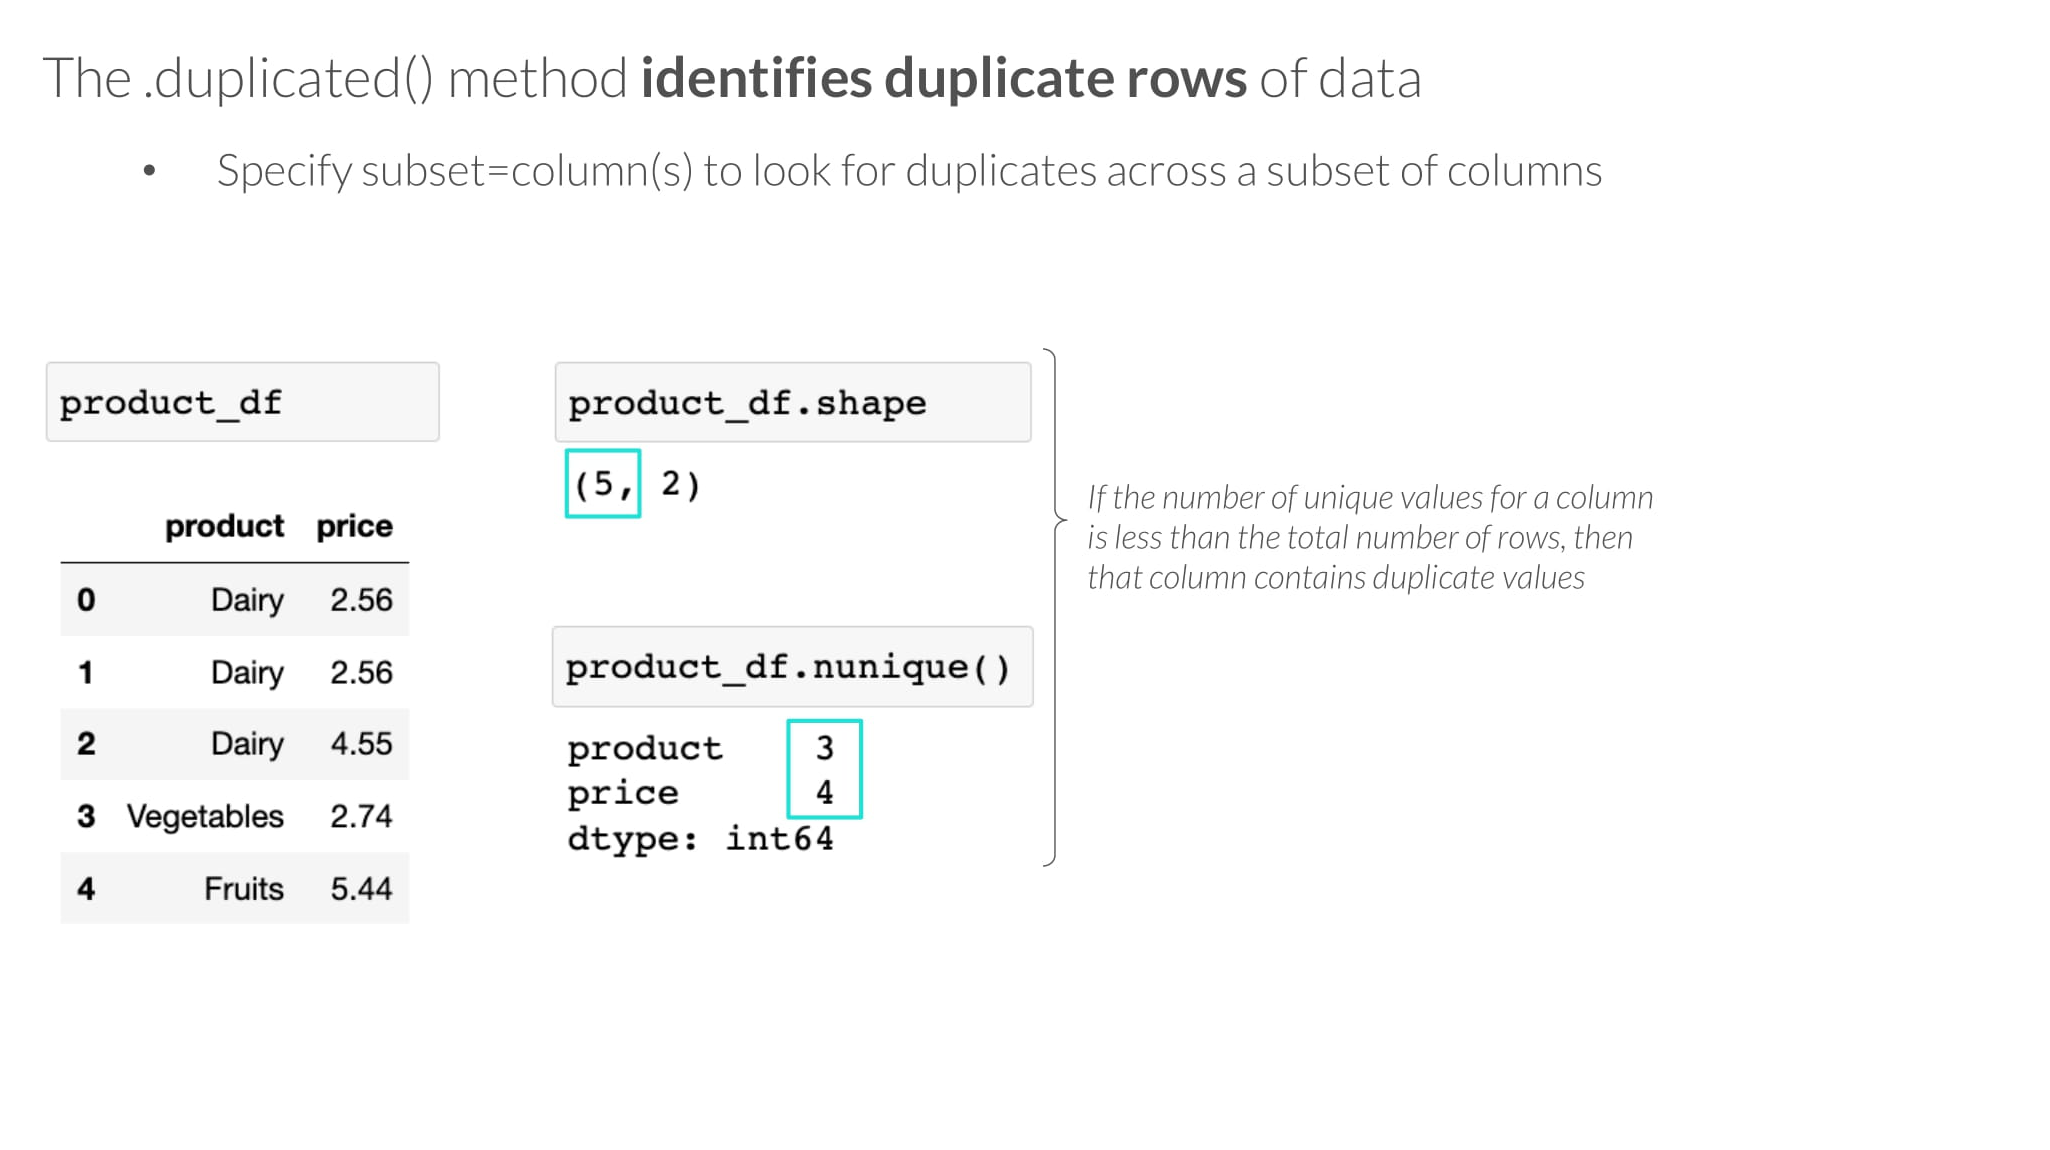 The .duplicated() method identifies duplicate rows of data
• Specify subset=column(s) to look for duplicates across a subset of columns
product_df
product price
0 Dairy 2.56
1 Dairy 2.56
2 Dairy 4.55
3 Vegetables 2.74
4 Fruits 5.44
product_df.shape
(5, 2)
product_df.nunique()
product 3
price 4
dtype: int64
If the number of unique values for a column
is less than the total number of rows, then
that column contains duplicate values